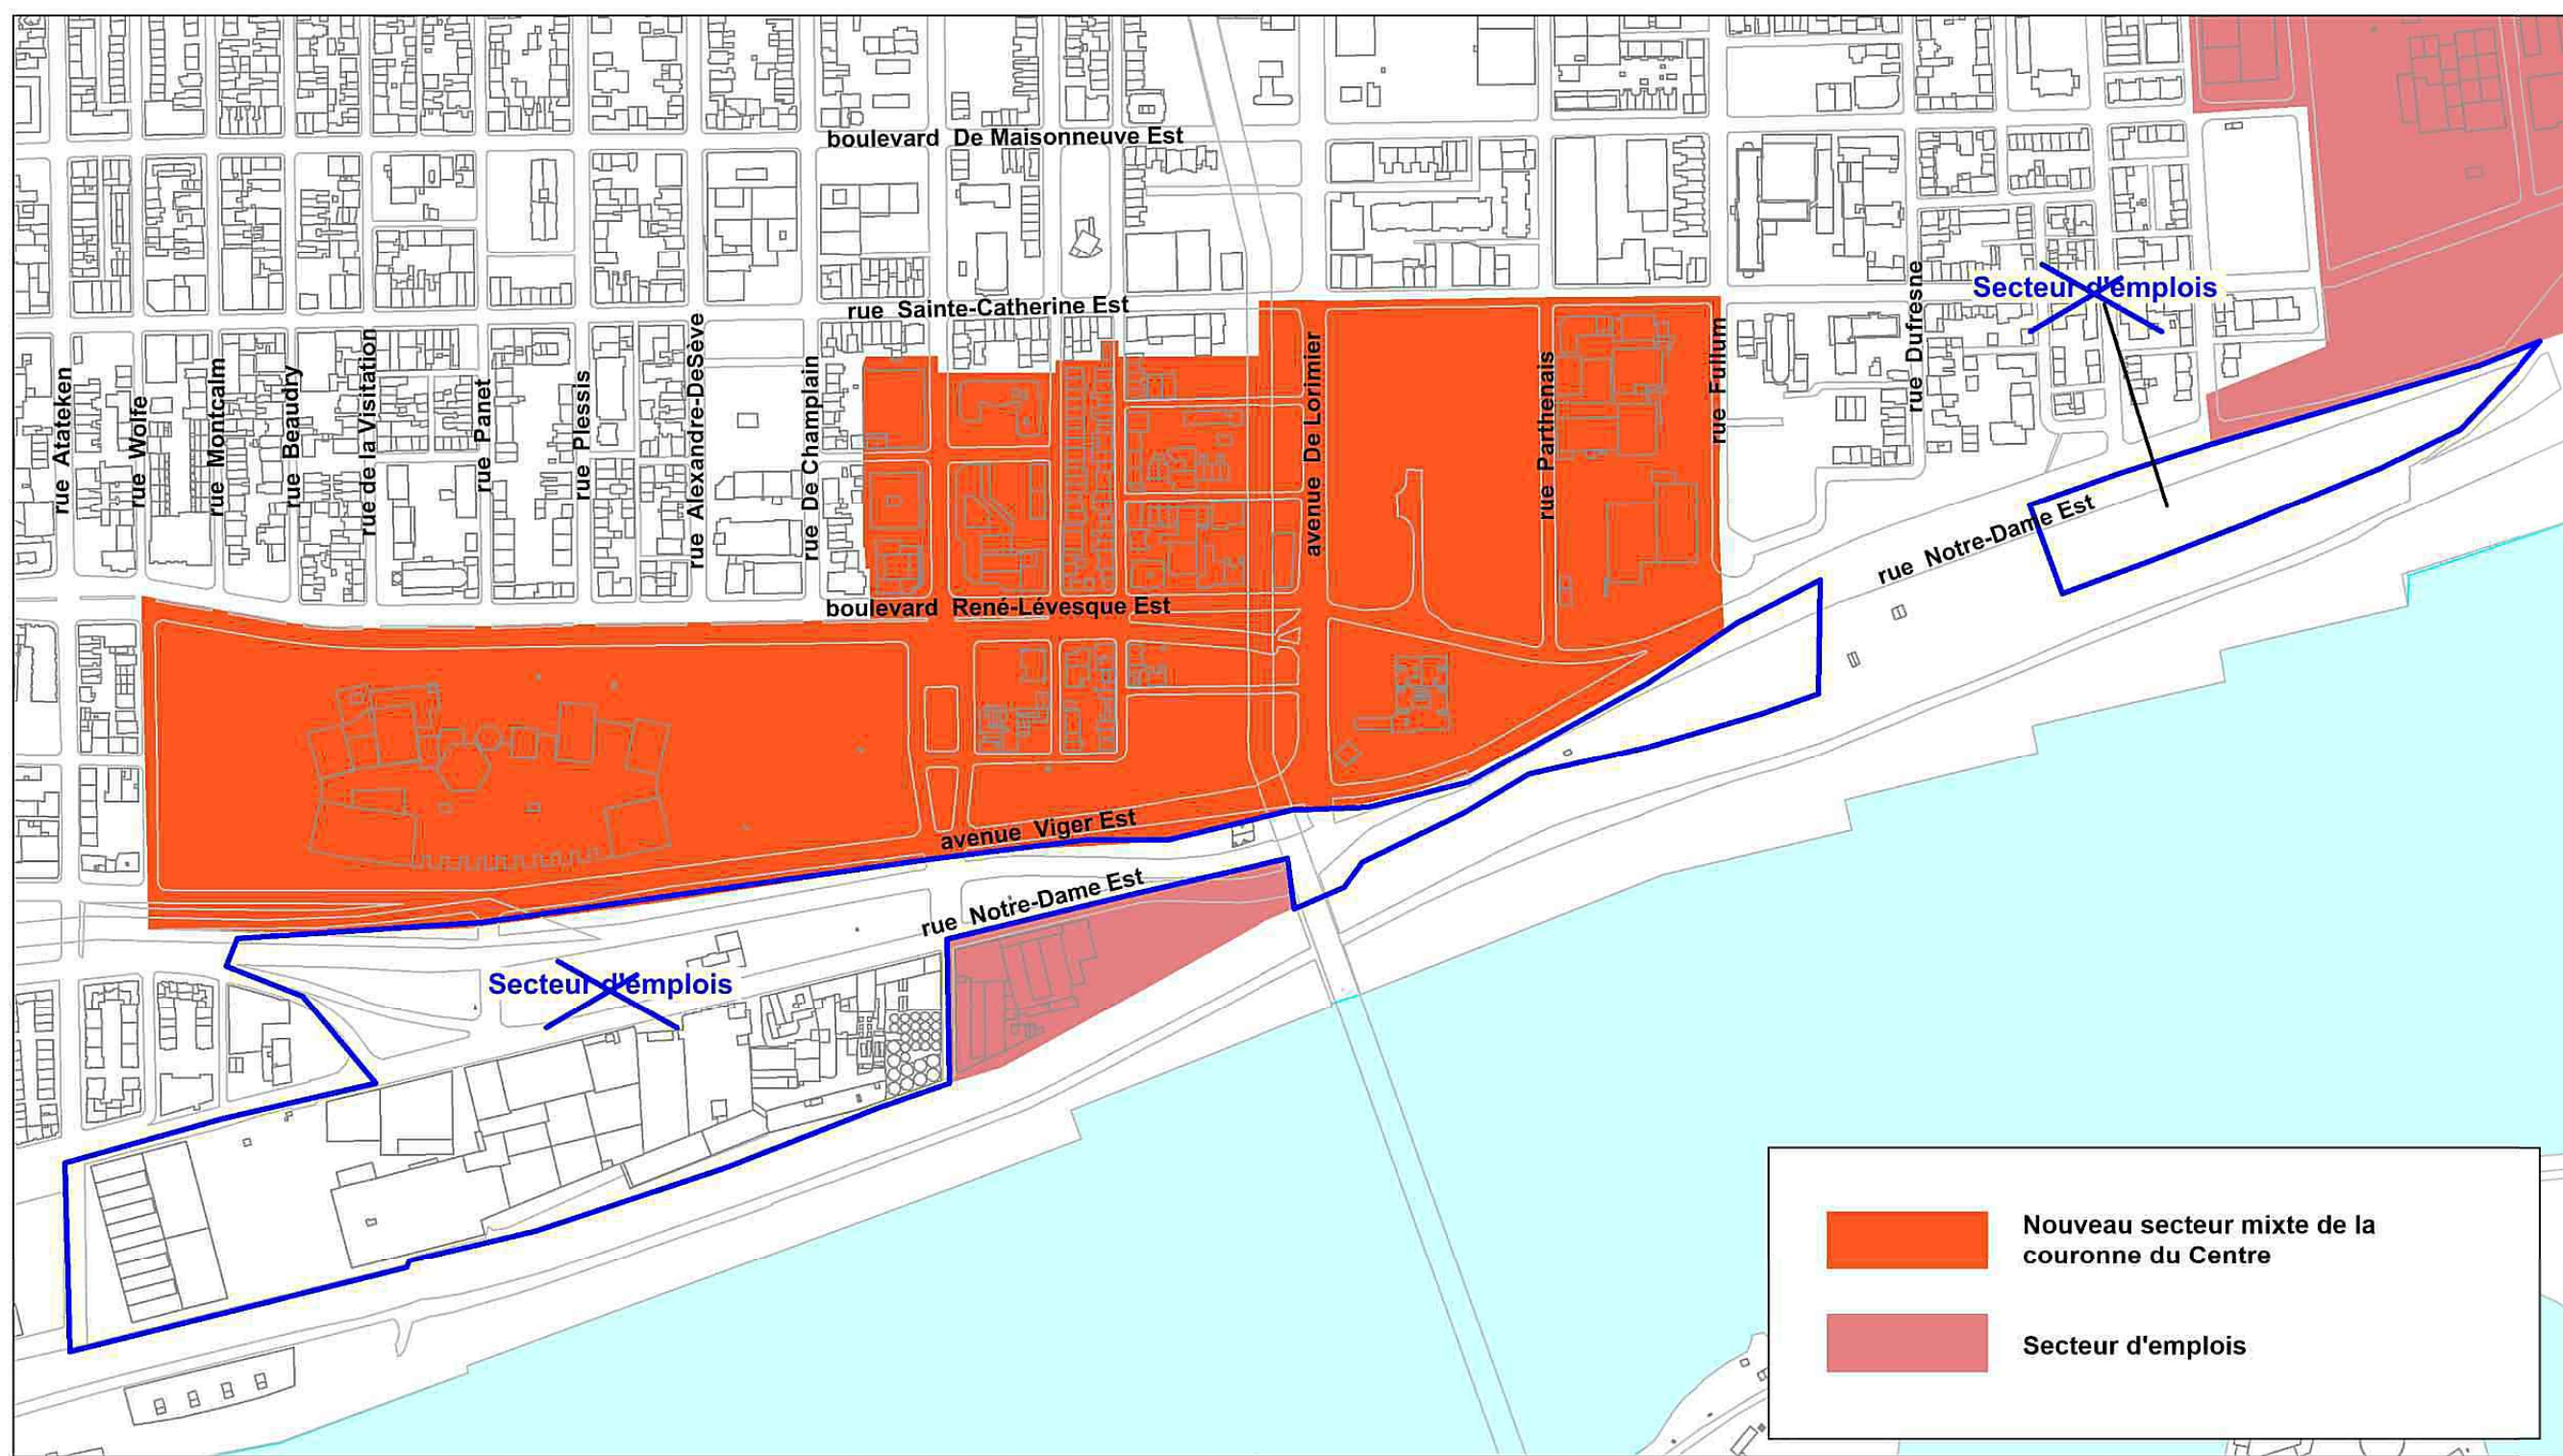 boulevard De Maisonneuve Est
rue Sainte-Catherine Est
Secteur d'emplois
rue Atateken
rue Wolfe
rue Montcalm
rue Beaudry
rue de la Visitation
rue Panet
rue Plessis
rue Alexandre-DeSève
rue De Champlain
avenue De Lorimier
rue Parthenais
rue Fullum
rue Dufresne
rue Notre-Dame Est
boulevard René-Lévesque Est
avenue Viger Est
rue Notre-Dame Est
Secteur d'emplois
Nouveau secteur mixte de la
couronne du Centre
Secteur d'emplois